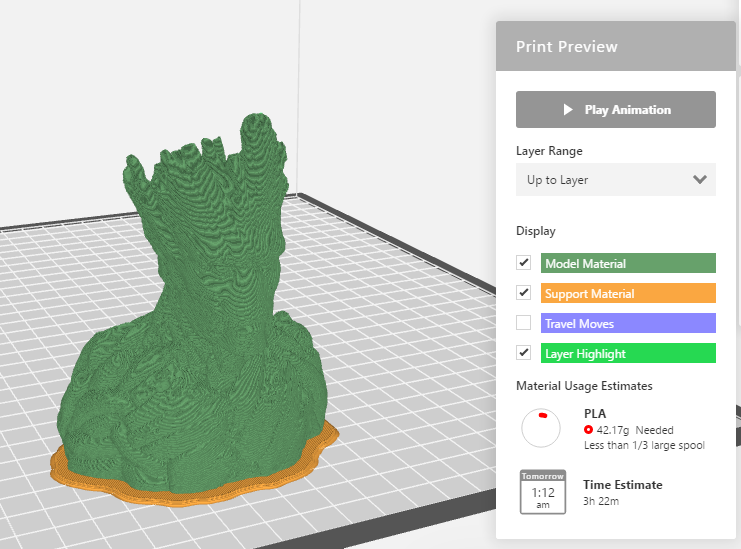 Print Preview
Play Animation
Layer Range
Up to Layer
Display
Model Material
Support Material
Travel Moves
Layer Highlight
Material Usage Estimates
PLA
42.17g Needed
Less than 1/3 large spool
Tomorrow
1:12
am
Time Estimate
3h 22m